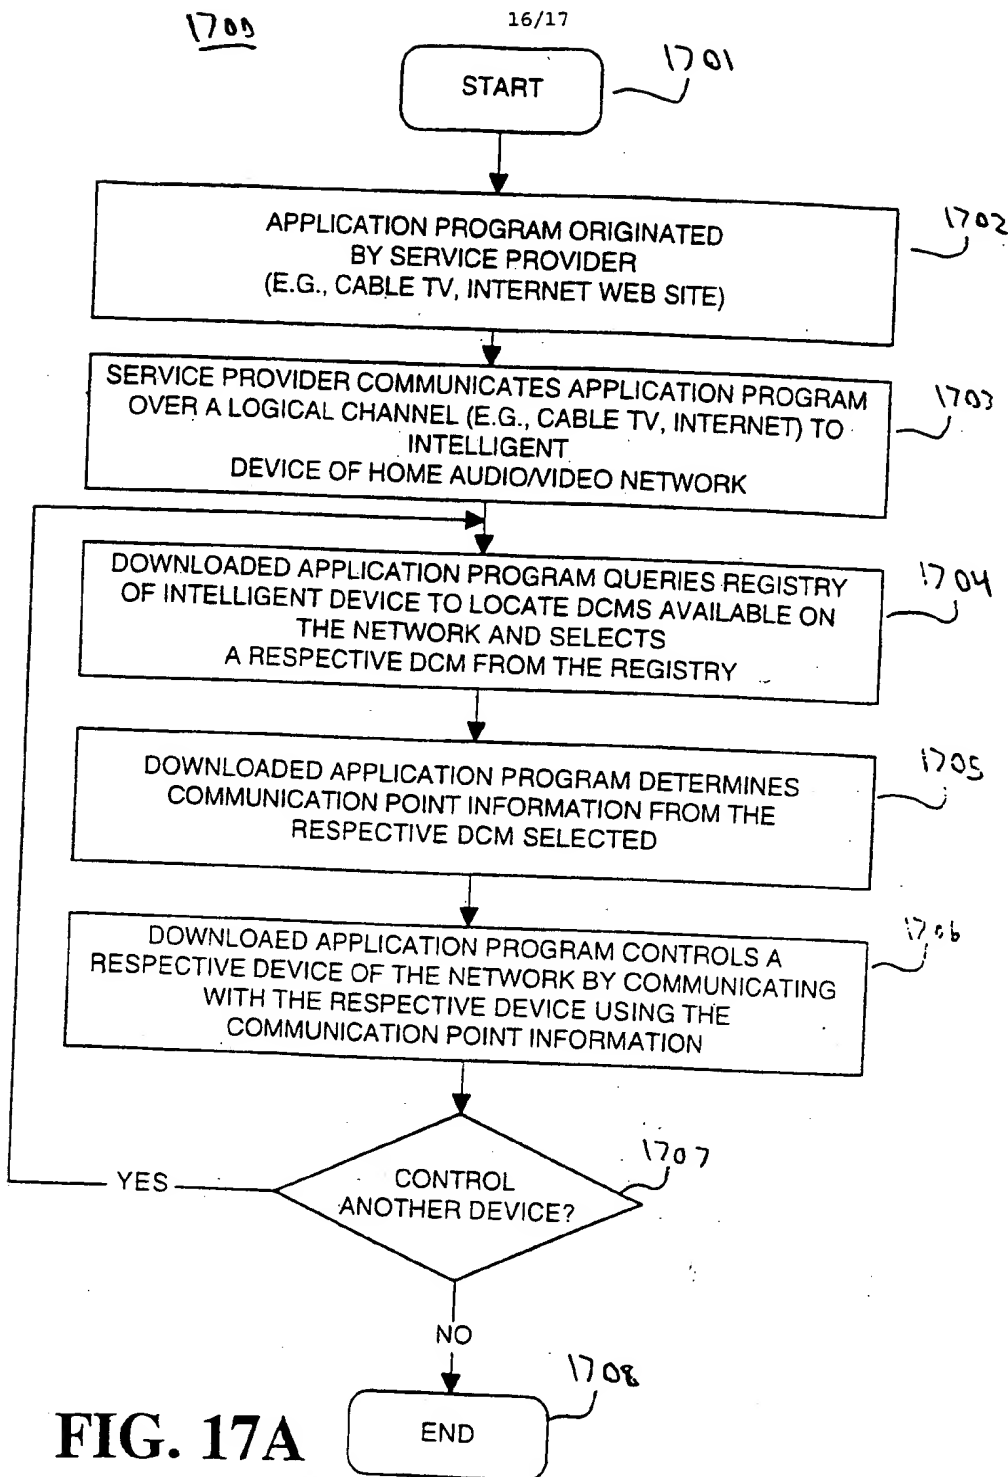 1700
16/17
START
1701
APPLICATION PROGRAM ORIGINATED
BY SERVICE PROVIDER
(E.G., CABLE TV, INTERNET WEB SITE)
1702
SERVICE PROVIDER COMMUNICATES APPLICATION PROGRAM
OVER A LOGICAL CHANNEL (E.G., CABLE TV, INTERNET) TO
INTELLIGENT
DEVICE OF HOME AUDIO/VIDEO NETWORK
1703
DOWNLOADED APPLICATION PROGRAM QUERIES REGISTRY
OF INTELLIGENT DEVICE TO LOCATE DCMS AVAILABLE ON
THE NETWORK AND SELECTS
A RESPECTIVE DCM FROM THE REGISTRY
1704
DOWNLOADED APPLICATION PROGRAM DETERMINES
COMMUNICATION POINT INFORMATION FROM THE
RESPECTIVE DCM SELECTED
1705
DOWNLOAED APPLICATION PROGRAM CONTROLS A
RESPECTIVE DEVICE OF THE NETWORK BY COMMUNICATING
WITH THE RESPECTIVE DEVICE USING THE
COMMUNICATION POINT INFORMATION
1706
CONTROL
ANOTHER DEVICE?
1707
YES
NO
END
1708
FIG. 17A